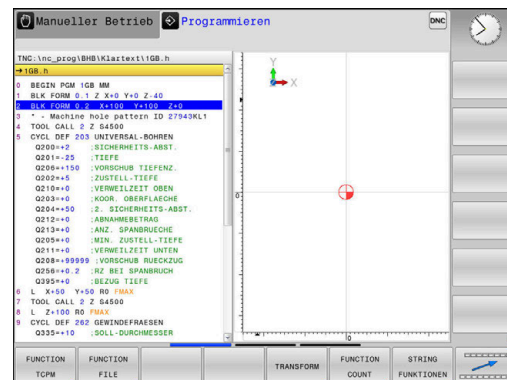 Manueller Betrieb
Programmieren
DNC
TNC:\nc_prog\BHB\Klartext\1GB.h
→1GB.h
0 BEGIN PGM 1GB MM
1 BLK FORM 0.1 Z X+0 Y+0 Z-40
2 BLK FORM 0.2 X+100 Y+100 Z+0
3 * - Machine hole pattern ID 27943KL1
4 TOOL CALL 2 Z S4500
5 CYCL DEF 203 UNIVERSAL-BOHREN
Q200=+2 ;SICHERHEITS-ABST.
Q201=-25 ;TIEFE
Q206=+150 ;VORSCHUB TIEFENZ.
Q202=+5 ;ZUSTELL-TIEFE
Q210=+0 ;VERWEILZEIT OBEN
Q203=+0 ;KOOR. OBERFLAECHE
Q204=+50 ;2. SICHERHEITS-ABST.
Q212=+0 ;ABNAHMEBETRAG
Q213=+0 ;ANZ. SPANBRUECHE
Q205=+0 ;MIN. ZUSTELL-TIEFE
Q211=+0 ;VERWEILZEIT UNTEN
Q208=+99999 ;VORSCHUB RUECKZUG
Q256=+0.2 ;RZ BEI SPANBRUCH
Q395=+0 ;BEZUG TIEFE
6 L X+50 Y+50 R0 FMAX
7 TOOL CALL 2 Z S4500
8 L Z+100 R0 FMAX
9 CYCL DEF 262 GEWINDEFRAESEN
Q335=+10 ;SOLL-DURCHMESSER
Y
X
0
0
FUNCTION TCPM
FUNCTION FILE
TRANSFORM
FUNCTION COUNT
STRING FUNKTIONEN